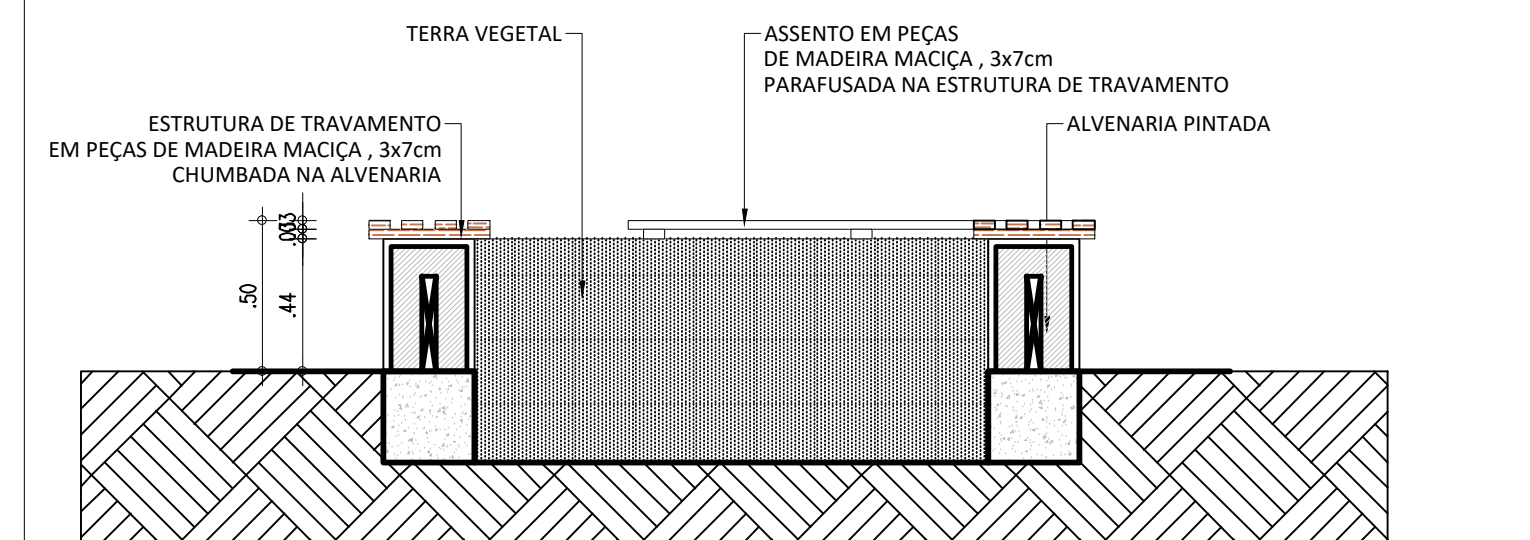 TERRA VEGETAL
ASSENTO EM PEÇAS
DE MADEIRA MACIÇA , 3x7cm
PARAFUSADA NA ESTRUTURA DE TRAVAMENTO
ESTRUTURA DE TRAVAMENTO
EM PEÇAS DE MADEIRA MACIÇA , 3x7cm
CHUMBADA NA ALVENARIA
ALVENARIA PINTADA
.50
.44